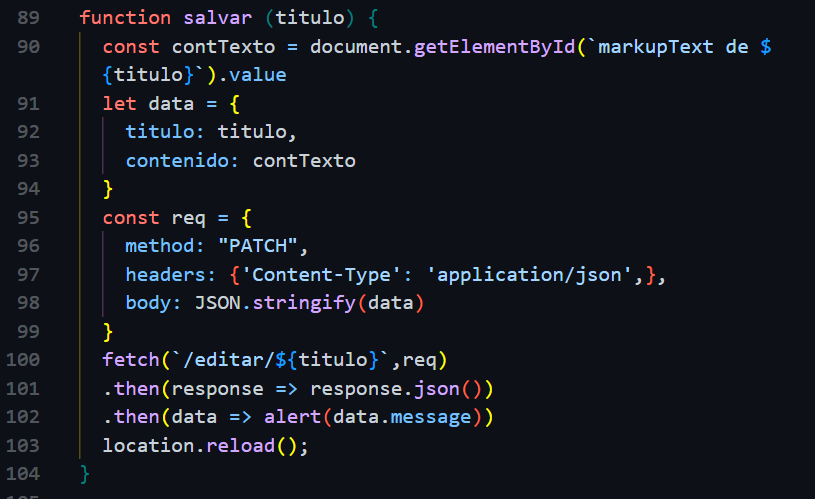 89 function salvar (titulo) {
90 const contTexto = document.getElementById(`markupText de $
{titulo}`).value
91 let data = {
92 titulo: titulo,
93 contenido: contTexto
94 }
95 const req = {
96 method: "PATCH",
97 headers: {'Content-Type': 'application/json',},
98 body: JSON.stringify(data)
99 }
100 fetch(`/editar/${titulo}`,req)
101 .then(response => response.json())
102 .then(data => alert(data.message))
103 location.reload();
104 }